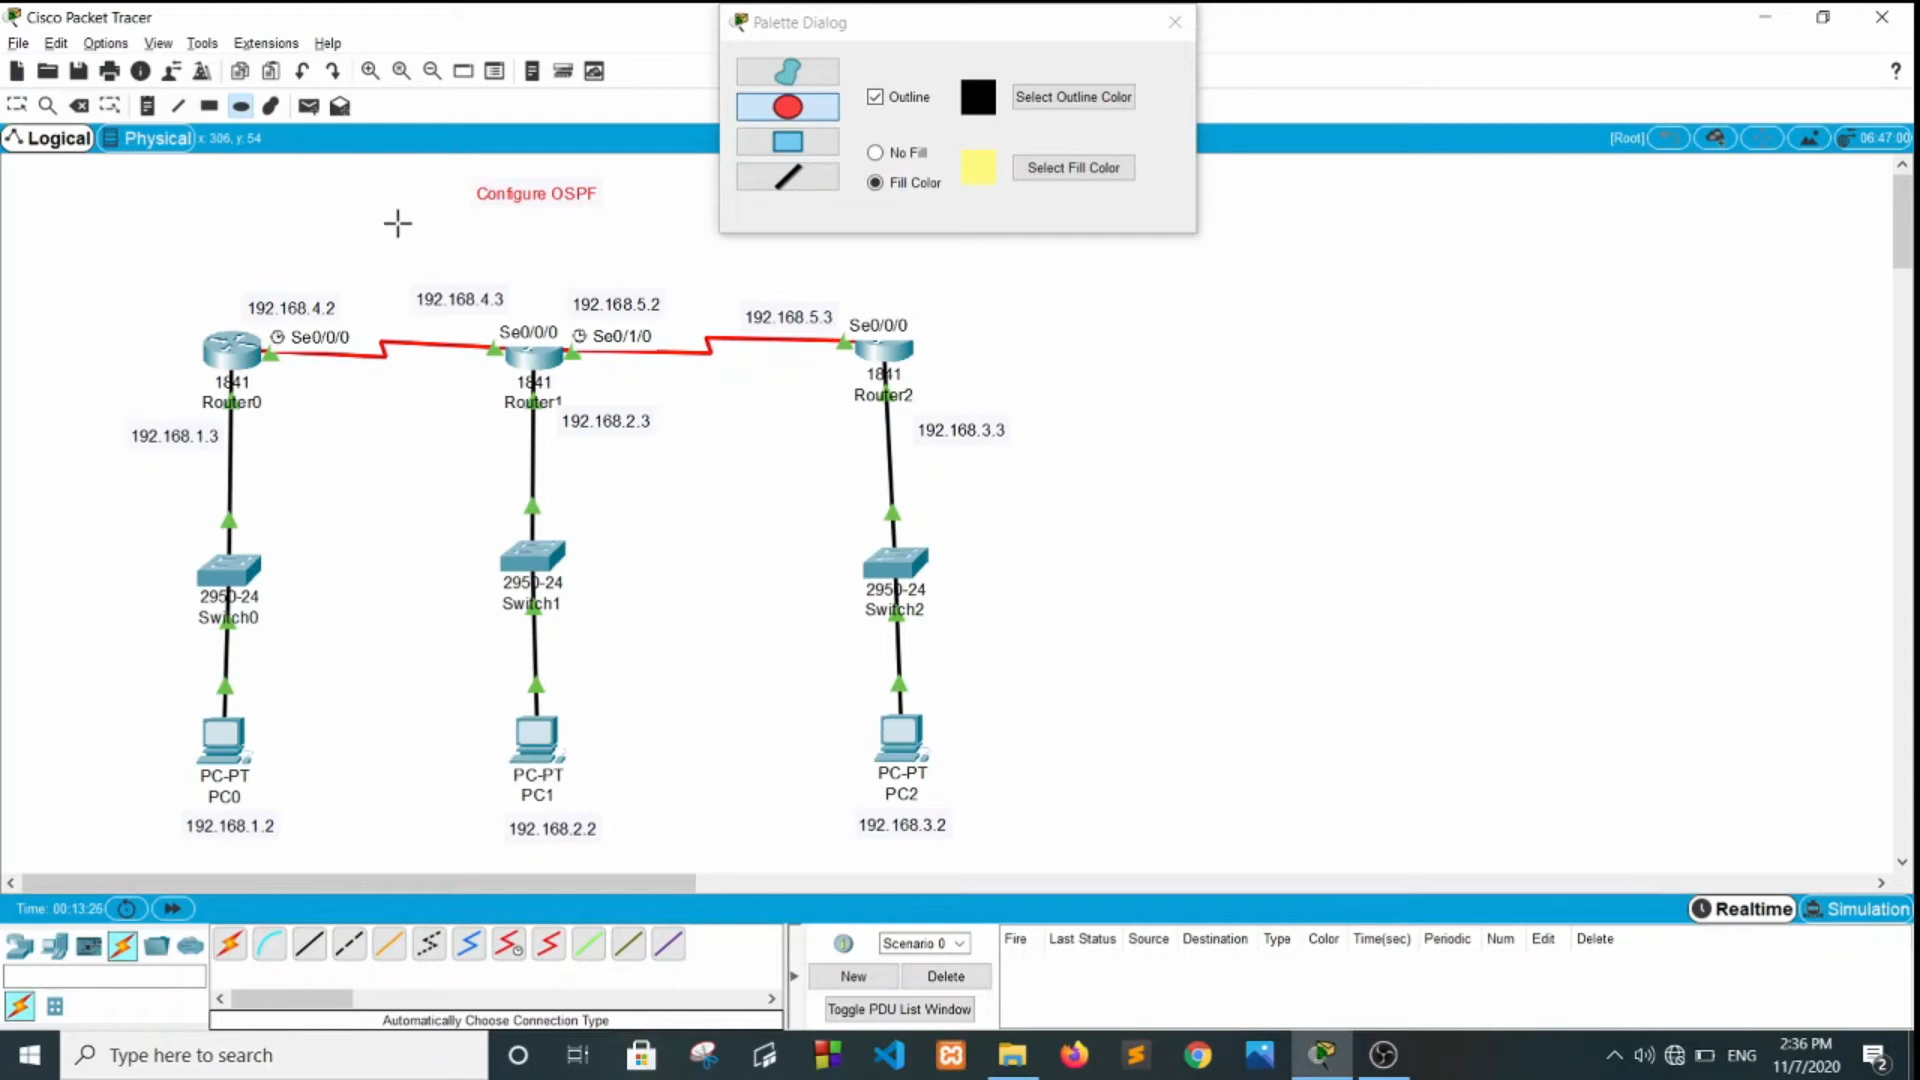 Cisco Packet Tracer
File Edit Options View Tools Extensions Help
Palette Dialog
Outline
Select Outline Color
No Fill
Fill Color
Select Fill Color
?
Logical
Physical
x: 306, y: 54
[Root]
06:47:00
Configure OSPF
192.168.4.2
192.168.4.3
192.168.5.2
192.168.5.3
Se0/0/0
Se0/0/0
Se0/1/0
Se0/0/0
1841
Router0
1841
Router1
1841
Router2
192.168.1.3
192.168.2.3
192.168.3.3
2950-24
Switch0
2950-24
Switch1
2950-24
Switch2
PC-PT
PC0
PC-PT
PC1
PC-PT
PC2
192.168.1.2
192.168.2.2
192.168.3.2
Time: 00:13:26
Realtime
Simulation
Scenario 0
New
Delete
Toggle PDU List Window
Fire Last Status Source Destination Type Color Time(sec) Periodic Num Edit Delete
Automatically Choose Connection Type
Type here to search
ENG
2:36 PM
11/7/2020
2